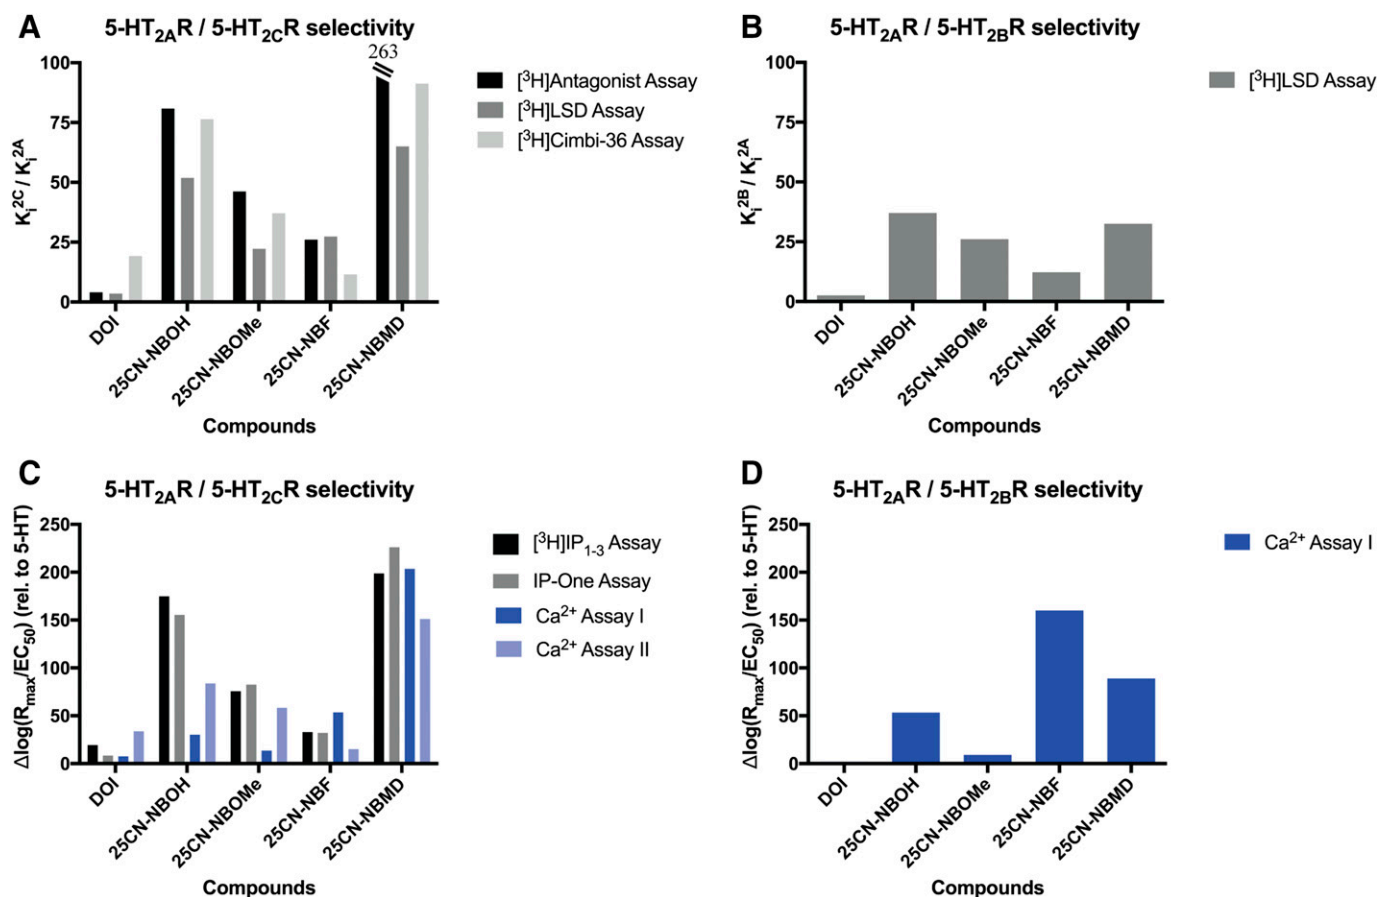 A
5-HT2AR / 5-HT2CR selectivity
263
100
75
50
25
0
Ki2C / Ki2A
[3H]Antagonist Assay
[3H]LSD Assay
[3H]Cimbi-36 Assay
DOI
25CN-NBOH
25CN-NBOMe
25CN-NBF
25CN-NBMD
Compounds
B
5-HT2AR / 5-HT2BR selectivity
100
75
50
25
0
Ki2B / Ki2A
[3H]LSD Assay
DOI
25CN-NBOH
25CN-NBOMe
25CN-NBF
25CN-NBMD
Compounds
C
5-HT2AR / 5-HT2CR selectivity
250
200
150
100
50
0
Δlog(Rmax/EC50) (rel. to 5-HT)
[3H]IP1-3 Assay
IP-One Assay
Ca2+ Assay I
Ca2+ Assay II
DOI
25CN-NBOH
25CN-NBOMe
25CN-NBF
25CN-NBMD
Compounds
D
5-HT2AR / 5-HT2BR selectivity
250
200
150
100
50
0
Δlog(Rmax/EC50) (rel. to 5-HT)
Ca2+ Assay I
DOI
25CN-NBOH
25CN-NBOMe
25CN-NBF
25CN-NBMD
Compounds